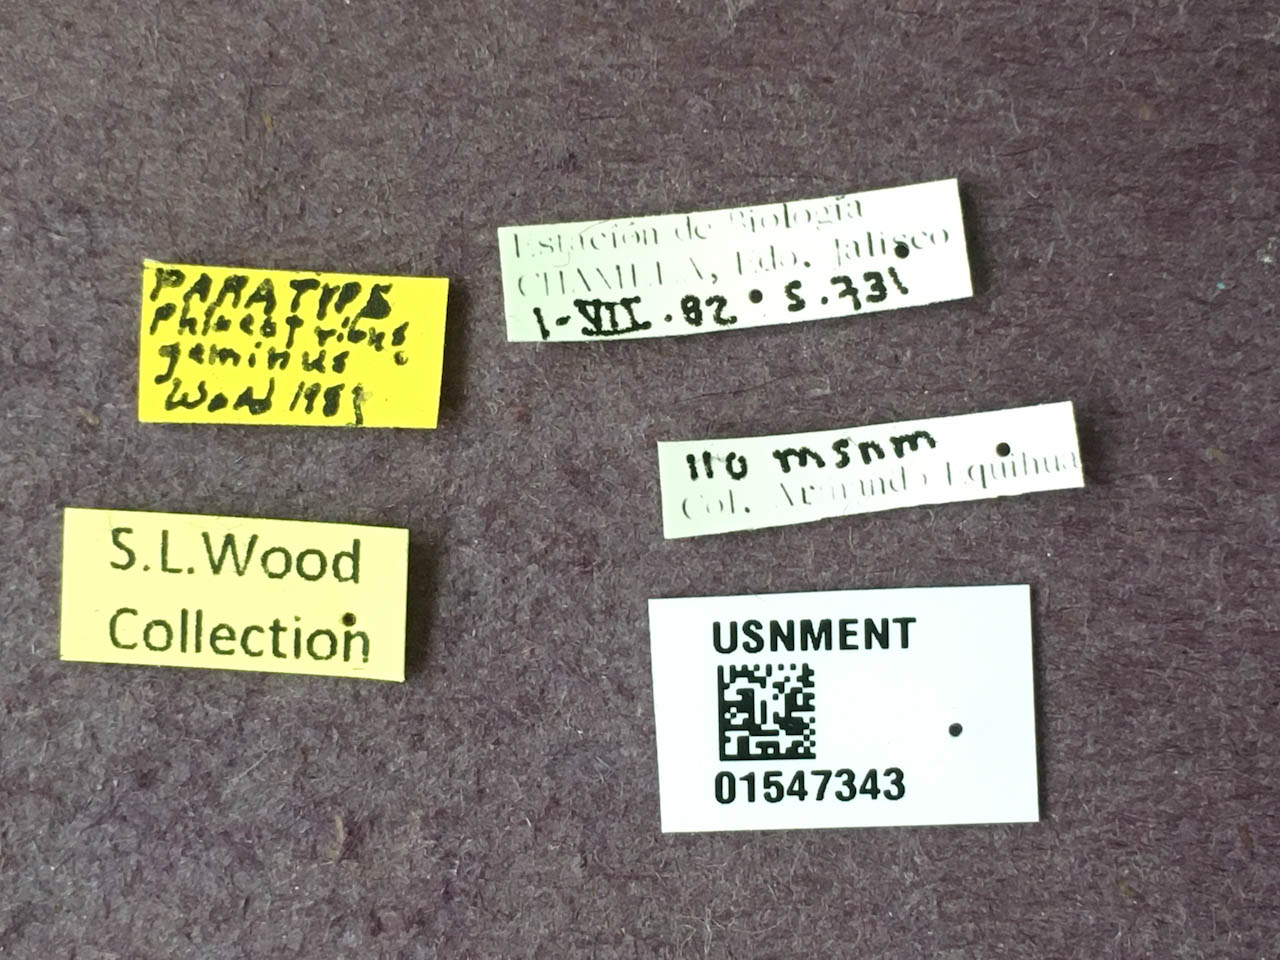 PARATYPE
Phloeotribus
geminus
Wood 1983
Estación de Biología
CHAMELA, Edo. Jalisco
1-VII.82 S.731
110 msnm
Col. Armando Equihua
S.L.Wood
Collection
USNMENT
01547343